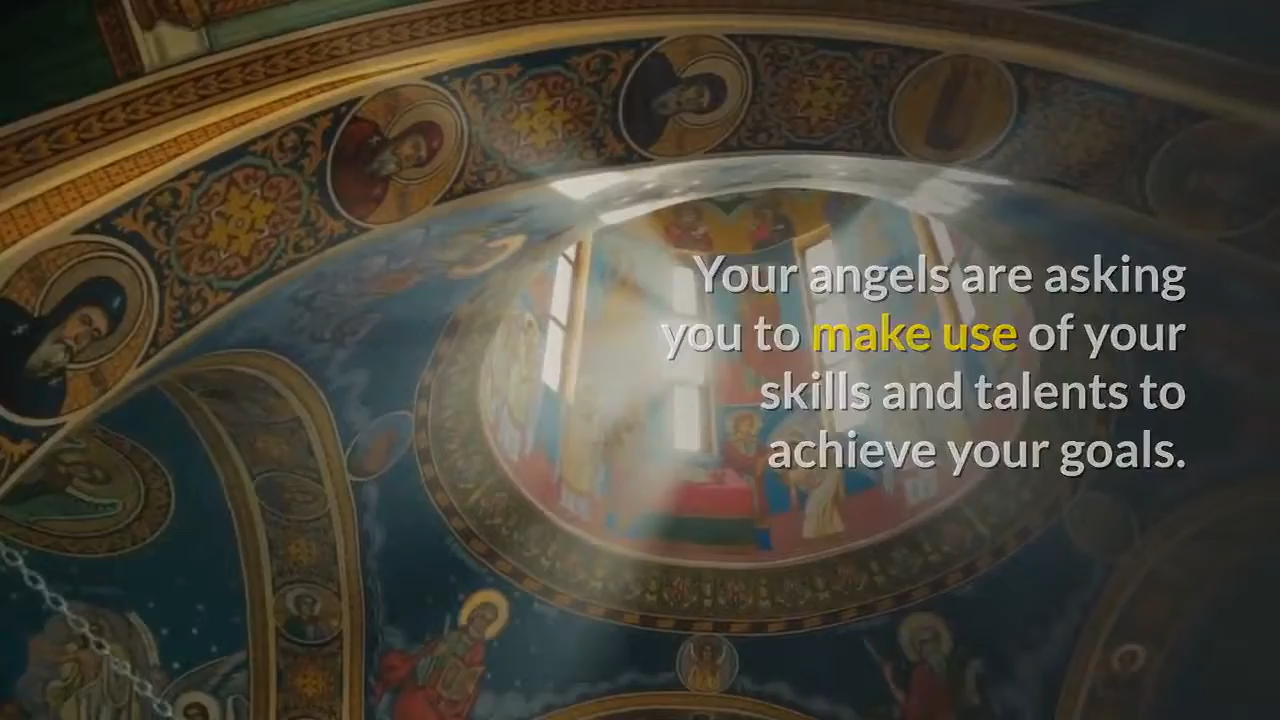 Your angels are asking
you to make use of your
skills and talents to
achieve your goals.